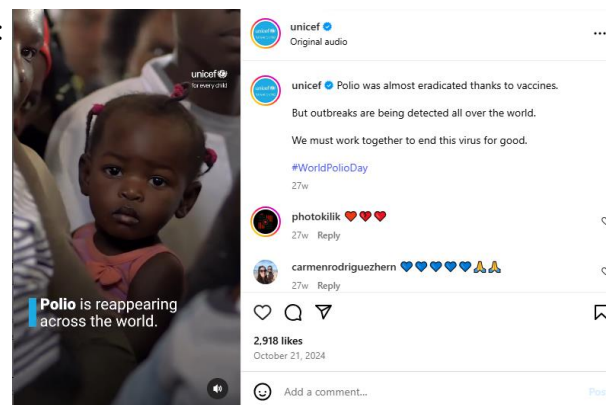 unicef
for every child
Polio is reappearing
across the world.
unicef
Original audio
unicef Polio was almost eradicated thanks to vaccines.
But outbreaks are being detected all over the world.
We must work together to end this virus for good.
#WorldPolioDay
27w
photokilik ❤️❤️❤️
27w Reply
carmenrodriguezhern 💙💙💙💙💙🙏🙏
27w Reply
2,918 likes
October 21, 2024
Add a comment...